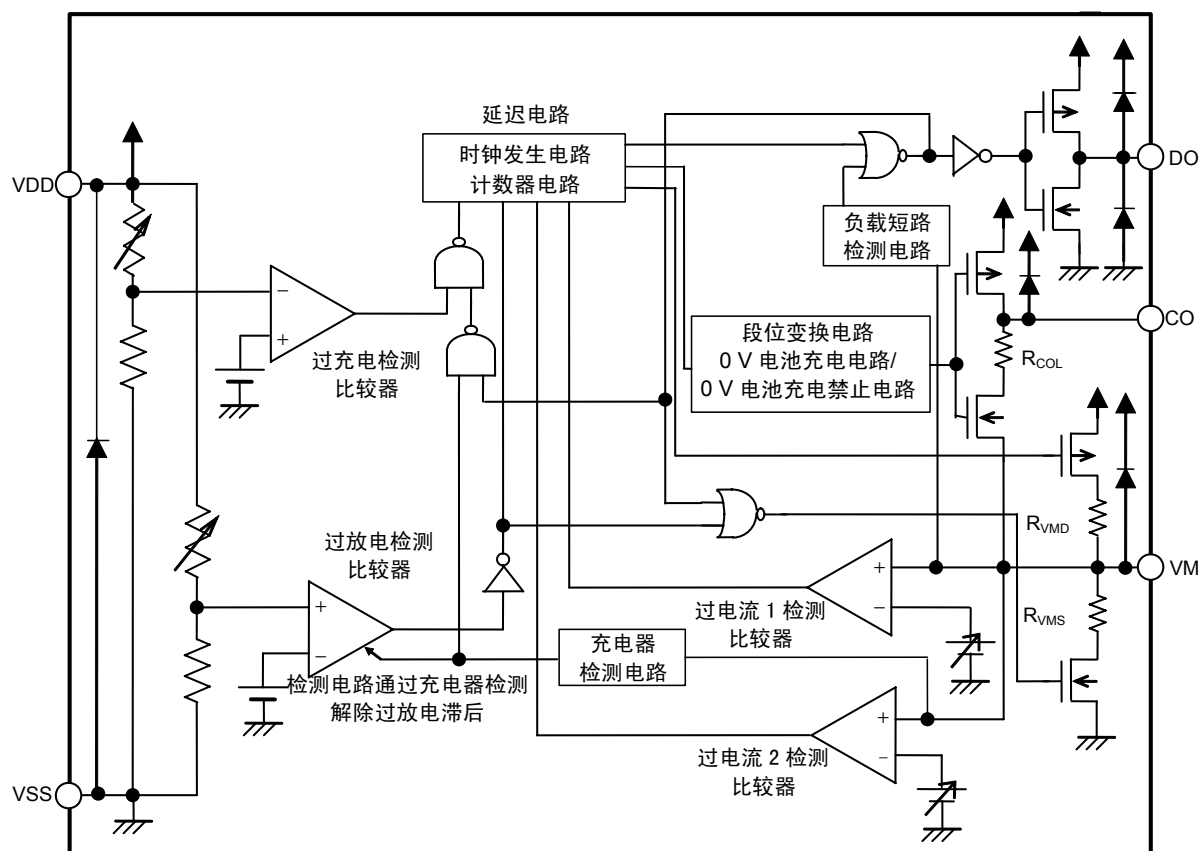 延迟电路
时钟发生电路
计数器电路
VDD
DO
负载短路
检测电路
CO
过充电检测
比较器
段位变换电路
0 V 电池充电电路/
0 V 电池充电禁止电路
RCOL
RVMD
过放电检测
比较器
VM
过电流 1 检测
比较器
RVMS
充电器
检测电路
检测电路通过充电器检测
解除过放电滞后
过电流 2 检测
比较器
VSS